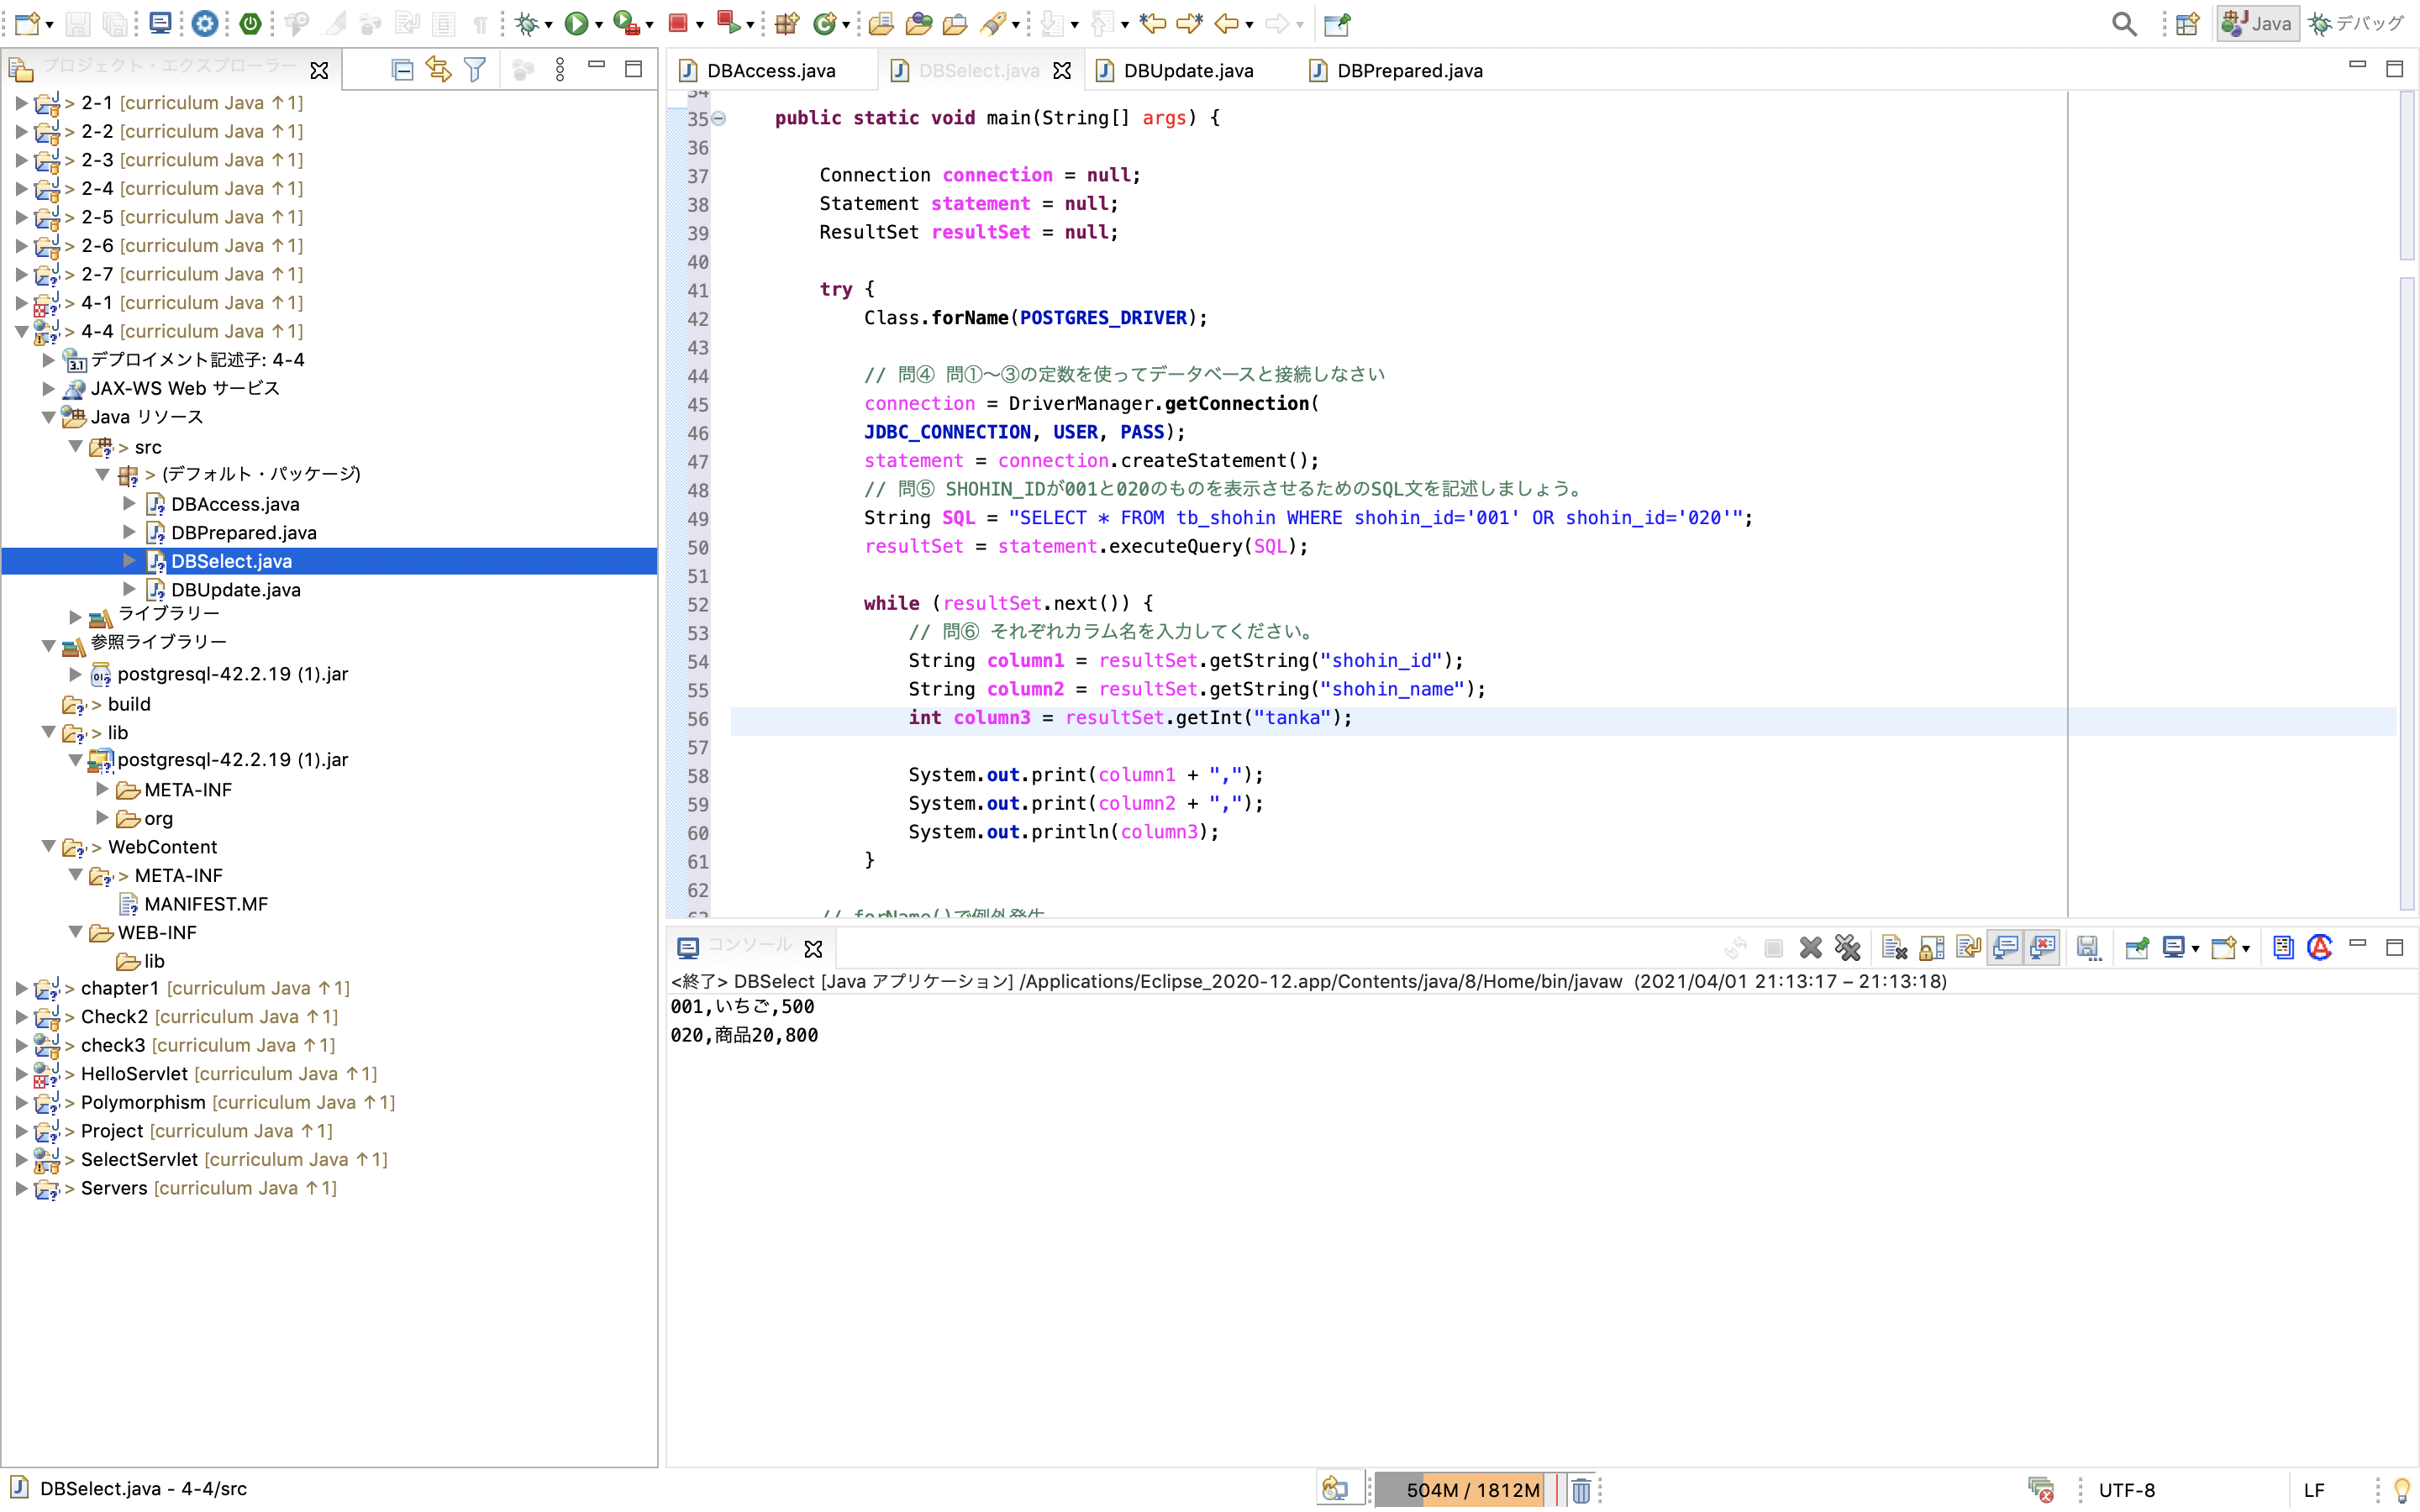 Java
デバッグ
プロジェクト・エクスプローラー
> 2-1 [curriculum Java ↑1]
> 2-2 [curriculum Java ↑1]
> 2-3 [curriculum Java ↑1]
> 2-4 [curriculum Java ↑1]
> 2-5 [curriculum Java ↑1]
> 2-6 [curriculum Java ↑1]
> 2-7 [curriculum Java ↑1]
> 4-1 [curriculum Java ↑1]
> 4-4 [curriculum Java ↑1]
デプロイメント記述子: 4-4
JAX-WS Web サービス
Java リソース
> src
> (デフォルト・パッケージ)
DBAccess.java
DBPrepared.java
DBSelect.java
DBUpdate.java
ライブラリー
参照ライブラリー
postgresql-42.2.19 (1).jar
> build
> lib
postgresql-42.2.19 (1).jar
META-INF
org
> WebContent
> META-INF
MANIFEST.MF
WEB-INF
lib
> chapter1 [curriculum Java ↑1]
> Check2 [curriculum Java ↑1]
> check3 [curriculum Java ↑1]
> HelloServlet [curriculum Java ↑1]
> Polymorphism [curriculum Java ↑1]
> Project [curriculum Java ↑1]
> SelectServlet [curriculum Java ↑1]
> Servers [curriculum Java ↑1]
DBAccess.java DBSelect.java DBUpdate.java DBPrepared.java
34
35 public static void main(String[] args) {
36
37 Connection connection = null;
38 Statement statement = null;
39 ResultSet resultSet = null;
40
41 try {
42 Class.forName(POSTGRES_DRIVER);
43
44 // 問④ 問①〜③の定数を使ってデータベースと接続しなさい
45 connection = DriverManager.getConnection(
46 JDBC_CONNECTION, USER, PASS);
47 statement = connection.createStatement();
48 // 問⑤ SHOHIN_IDが001と020のものを表示させるためのSQL文を記述しましょう。
49 String SQL = "SELECT * FROM tb_shohin WHERE shohin_id='001' OR shohin_id='020'";
50 resultSet = statement.executeQuery(SQL);
51
52 while (resultSet.next()) {
53 // 問⑥ それぞれカラム名を入力してください。
54 String column1 = resultSet.getString("shohin_id");
55 String column2 = resultSet.getString("shohin_name");
56 int column3 = resultSet.getInt("tanka");
57
58 System.out.print(column1 + ",");
59 System.out.print(column2 + ",");
60 System.out.println(column3);
61 }
62
63 // forName()で例外発生
コンソール
<終了> DBSelect [Java アプリケーション] /Applications/Eclipse_2020-12.app/Contents/java/8/Home/bin/javaw (2021/04/01 21:13:17 – 21:13:18)
001,いちご,500
020,商品20,800
DBSelect.java - 4-4/src
504M / 1812M
UTF-8
LF